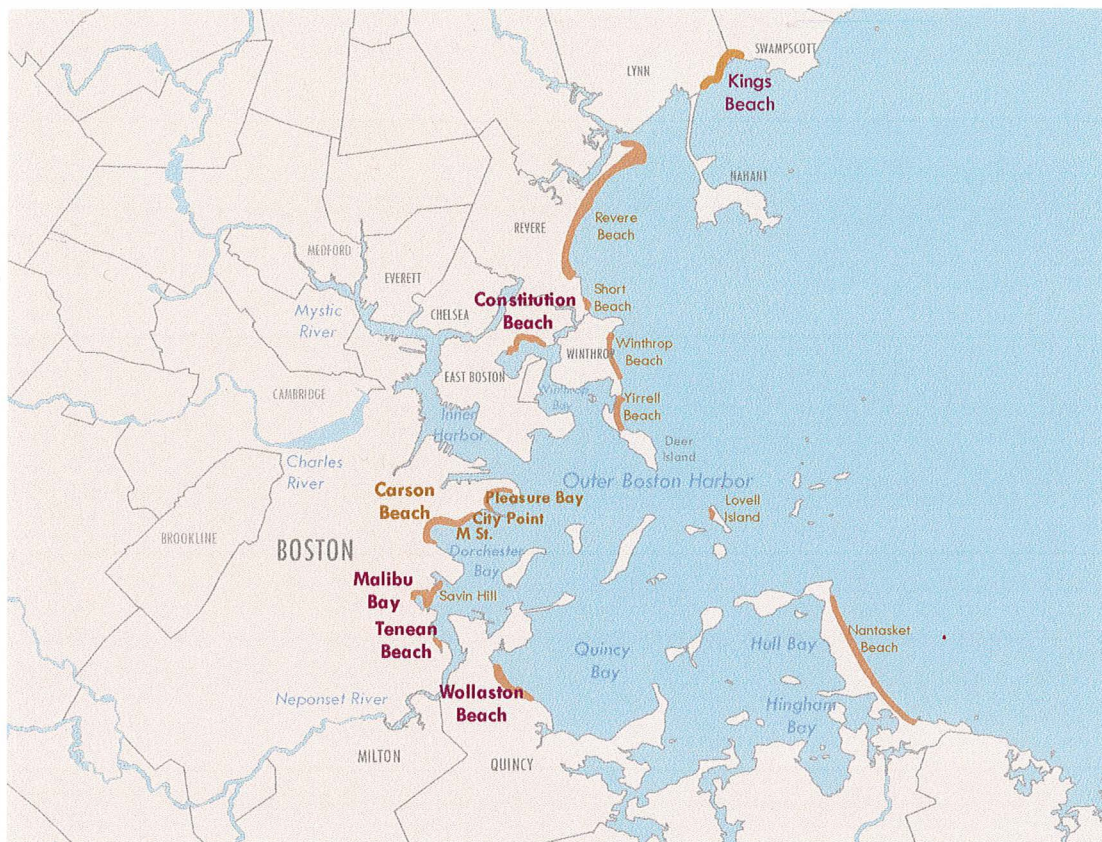 SWAMPSCOTT
LYNN
Kings
Beach
NAHANT
Revere
Beach
REVERE
MEDFORD
EVERETT
Short
Beach
Constitution
Beach
CHELSEA
Mystic
River
WINTHROP
Winthrop
Beach
EAST BOSTON
Winthrop
Bay
CAMBRIDGE
Yirrell
Beach
Inner
Harbor
Deer
Island
Charles
River
Outer Boston Harbor
Carson
Beach
Pleasure Bay
City Point
M St.
Lovell
Island
BROOKLINE
BOSTON
Dorchester
Bay
Malibu
Bay
Savin Hill
Tenean
Beach
Quincy
Bay
Hull Bay
Nantasket
Beach
Neponset River
Wollaston
Beach
Hingham
Bay
MILTON
QUINCY